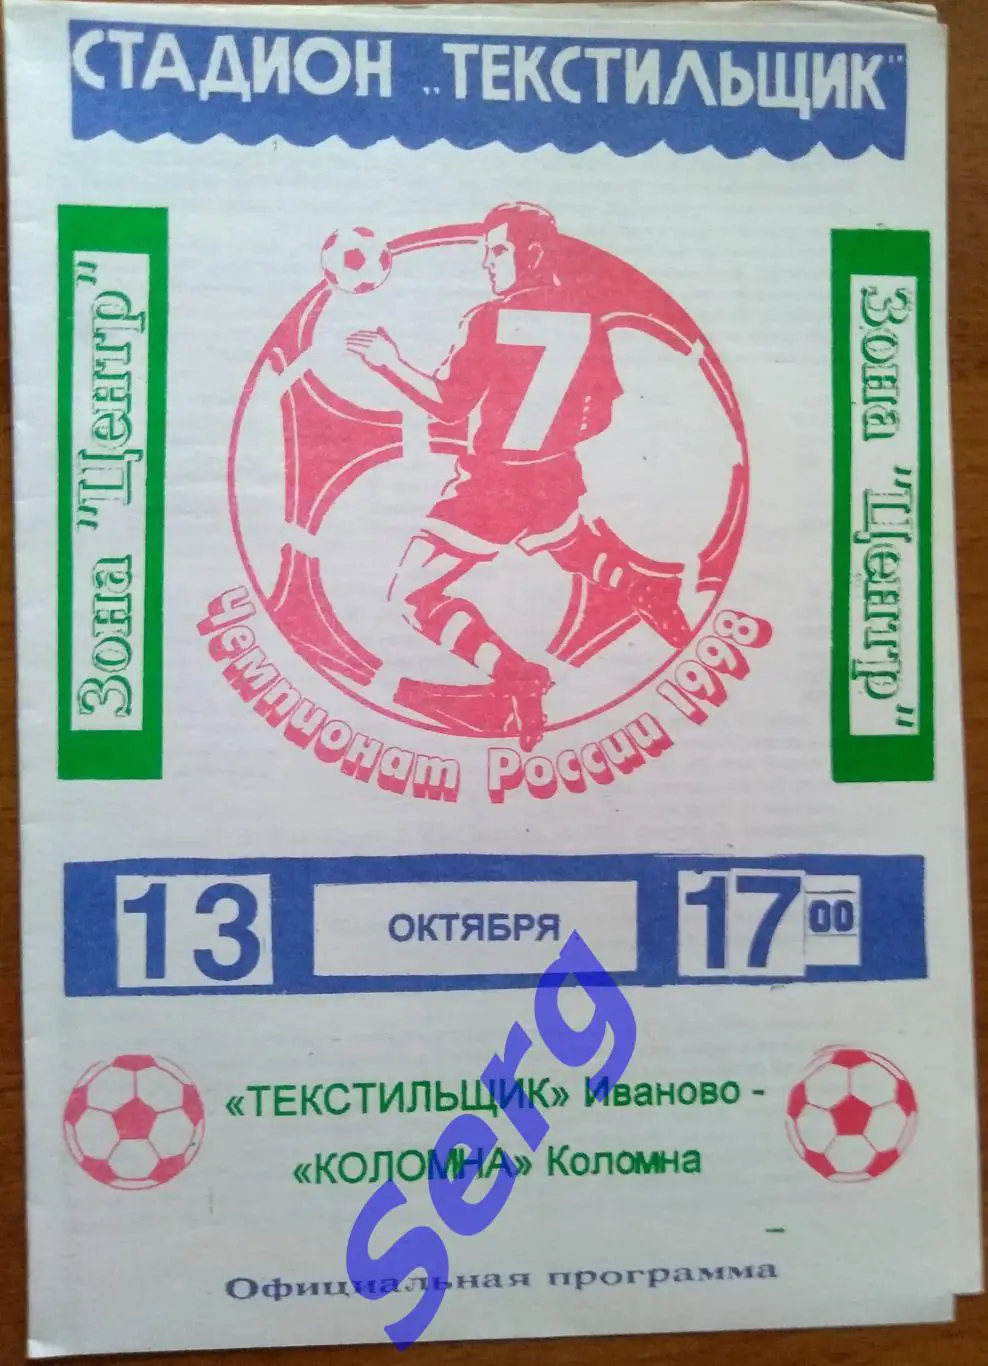 СТАДИОН „ТЕКСТИЛЬЩИК"
Зона "Центр"
Зона "Центр"
7
Чемпионат России 1998
13 ОКТЯБРЯ 17 00
«ТЕКСТИЛЬЩИК» Иваново -
«КОЛОМНА» Коломна
Официальная программа
Serg